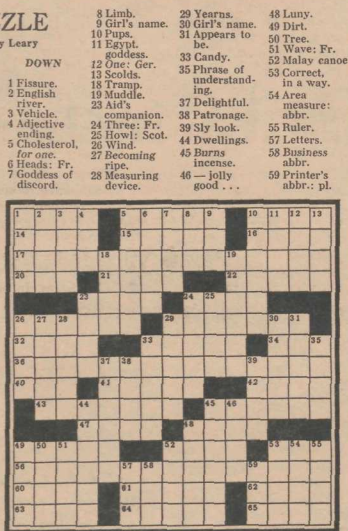 ZLE
y Leary
DOWN
1 Fissure.
2 English
river.
3 Vehicle.
4 Adjective
ending.
5 Cholesterol,
for one.
6 Heads: Fr.
7 Goddess of
discord.
8 Limb.
9 Girl's name.
10 Pups.
11 Egypt.
goddess.
12 One: Ger.
13 Scolds.
18 Tramp.
19 Muddle.
23 Aid's
companion.
24 Three: Fr.
25 Howl: Scot.
26 Wind.
27 Becoming
ripe.
28 Measuring
device.
29 Yearns.
30 Girl's name.
31 Appears to
be.
33 Candy.
35 Phrase of
understand-
ing.
37 Delightful.
38 Patronage.
39 Sly look.
44 Dwellings.
45 Burns
incense.
46 — jolly
good . . .
48 Luny.
49 Dirt.
50 Tree.
51 Wave: Fr.
52 Malay canoe
53 Correct,
in a way.
54 Area
measure:
abbr.
55 Ruler.
57 Letters.
58 Business
abbr.
59 Printer's
abbr.: pl.
1 2 3 4 5 6 7 8 9 10 11 12 13
14 15 16
17 18 19
20 21 22
23 24 25
26 27 28 29 30 31
32 33 34 35
36 37 38 39
40 41 42
43 44 45 46
47 48
49 50 51 52 53 54 55
56 57 58 59
60 61 62
63 64 65